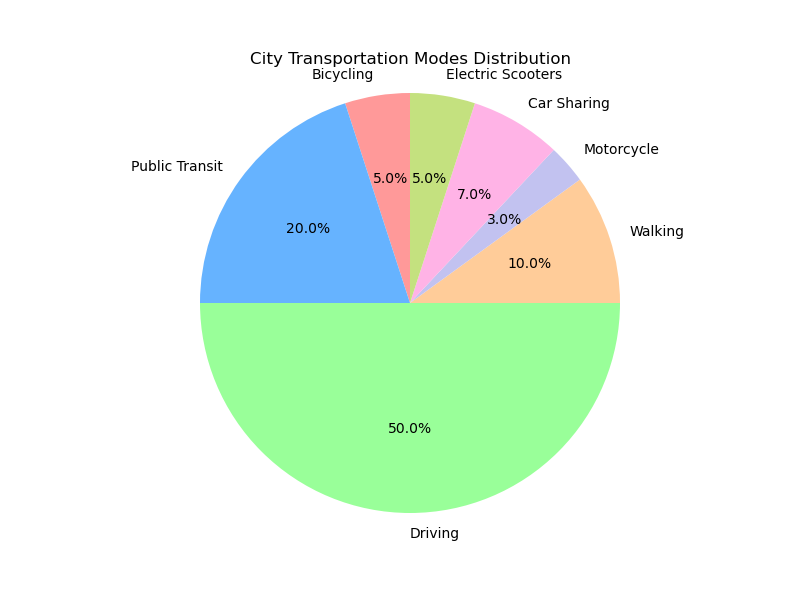 City Transportation Modes Distribution
Bicycling
Electric Scooters
Car Sharing
Motorcycle
Public Transit
Walking
5.0%
5.0%
7.0%
3.0%
20.0%
10.0%
50.0%
Driving